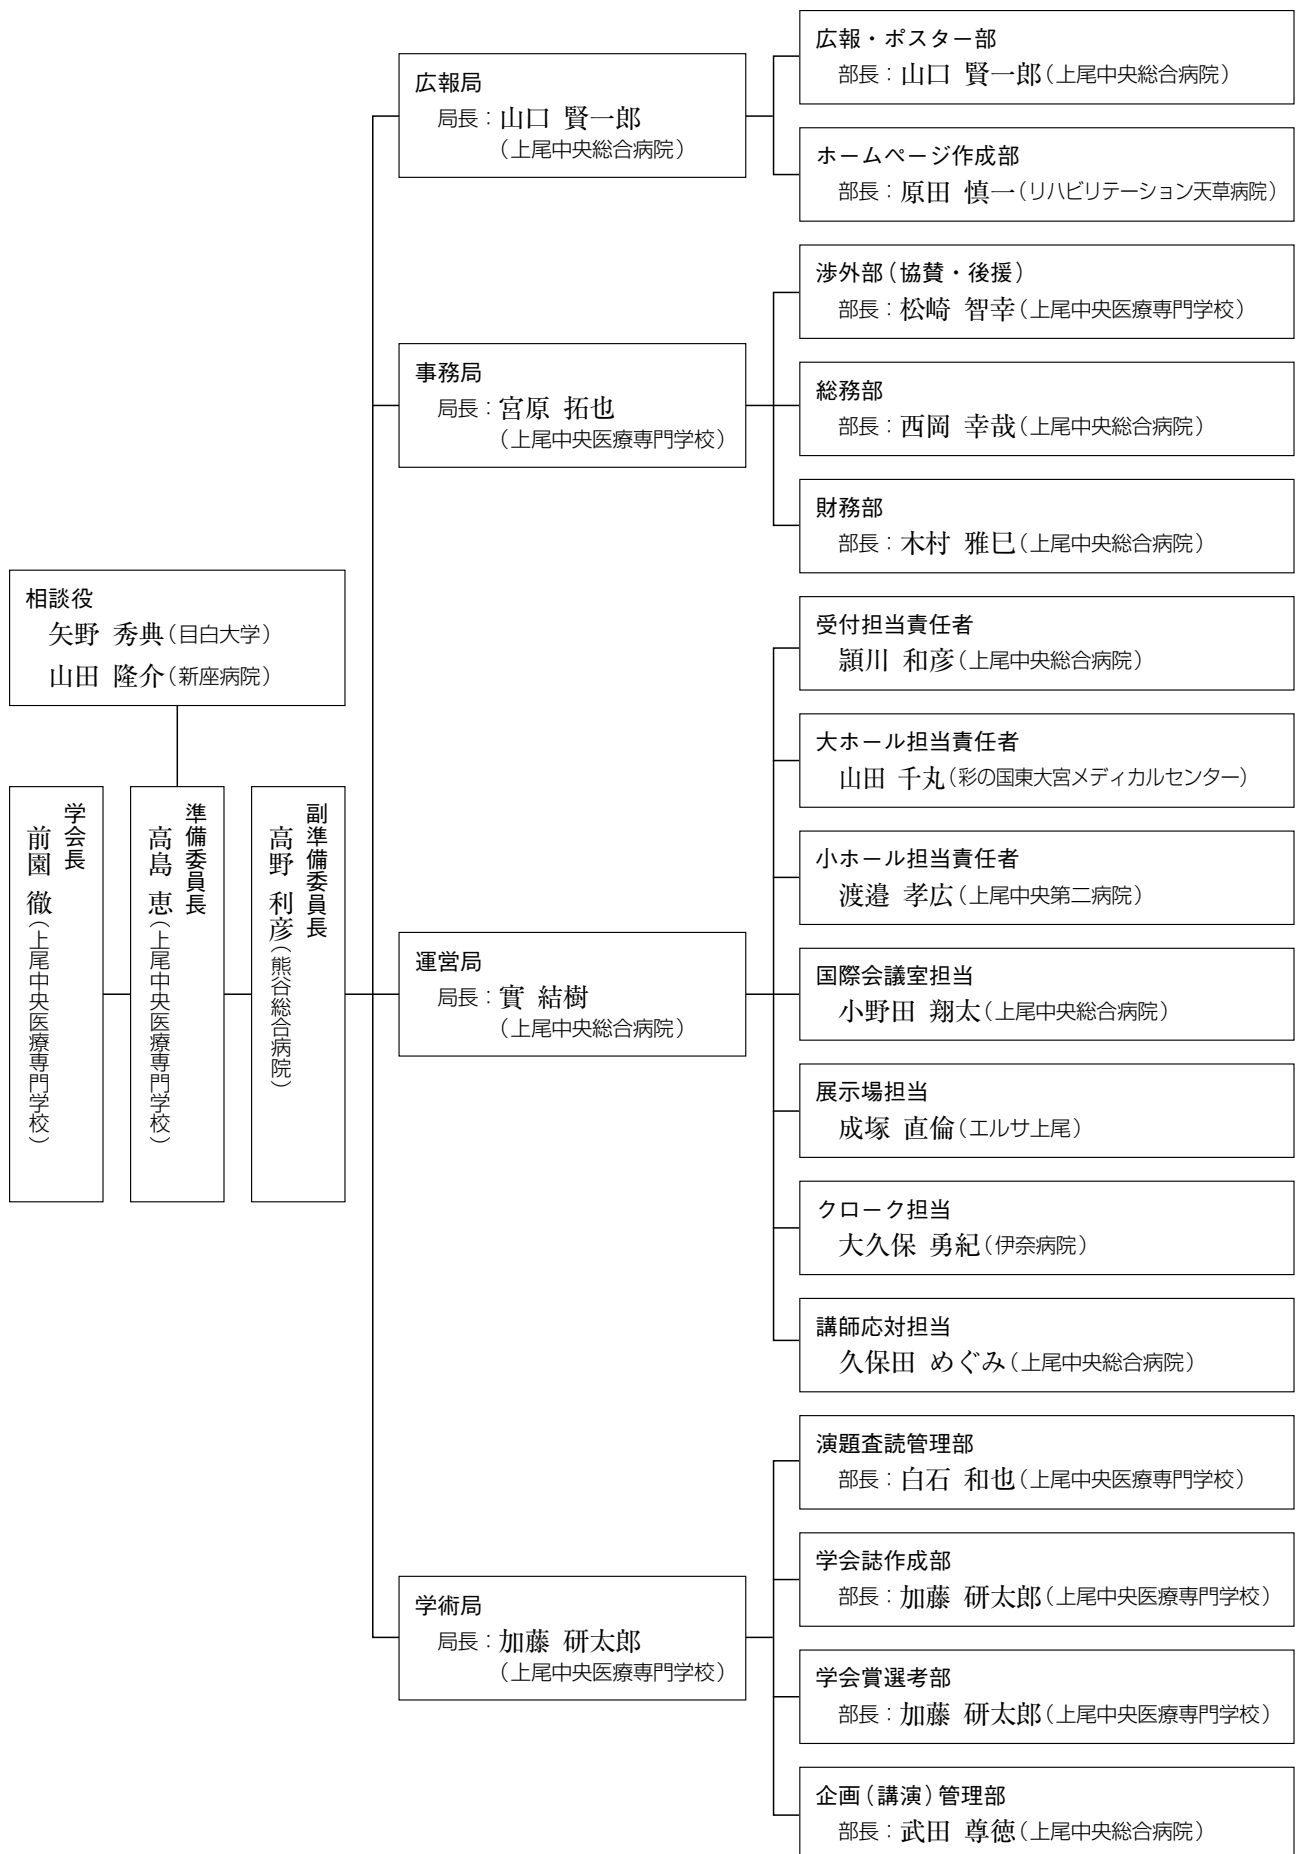 相談役
矢野 秀典(目白大学)
山田 隆介(新座病院)
学会長
前園 徹(上尾中央医療専門学校)
準備委員長
高島 恵(上尾中央医療専門学校)
副準備委員長
高野 利彦(熊谷総合病院)
広報局
局長:山口 賢一郎
(上尾中央総合病院)
広報・ポスター部
部長:山口 賢一郎(上尾中央総合病院)
ホームページ作成部
部長:原田 慎一(リハビリテーション天草病院)
事務局
局長:宮原 拓也
(上尾中央医療専門学校)
渉外部(協賛・後援)
部長:松崎 智幸(上尾中央医療専門学校)
総務部
部長:西岡 幸哉(上尾中央総合病院)
財務部
部長:木村 雅巳(上尾中央総合病院)
運営局
局長:實 結樹
(上尾中央総合病院)
受付担当責任者
頴川 和彦(上尾中央総合病院)
大ホール担当責任者
山田 千丸(彩の国東大宮メディカルセンター)
小ホール担当責任者
渡邉 孝広(上尾中央第二病院)
国際会議室担当
小野田 翔太(上尾中央総合病院)
展示場担当
成塚 直倫(エルサ上尾)
クローク担当
大久保 勇紀(伊奈病院)
講師応対担当
久保田 めぐみ(上尾中央総合病院)
学術局
局長:加藤 研太郎
(上尾中央医療専門学校)
演題査読管理部
部長:白石 和也(上尾中央医療専門学校)
学会誌作成部
部長:加藤 研太郎(上尾中央医療専門学校)
学会賞選考部
部長:加藤 研太郎(上尾中央医療専門学校)
企画(講演)管理部
部長:武田 尊徳(上尾中央総合病院)